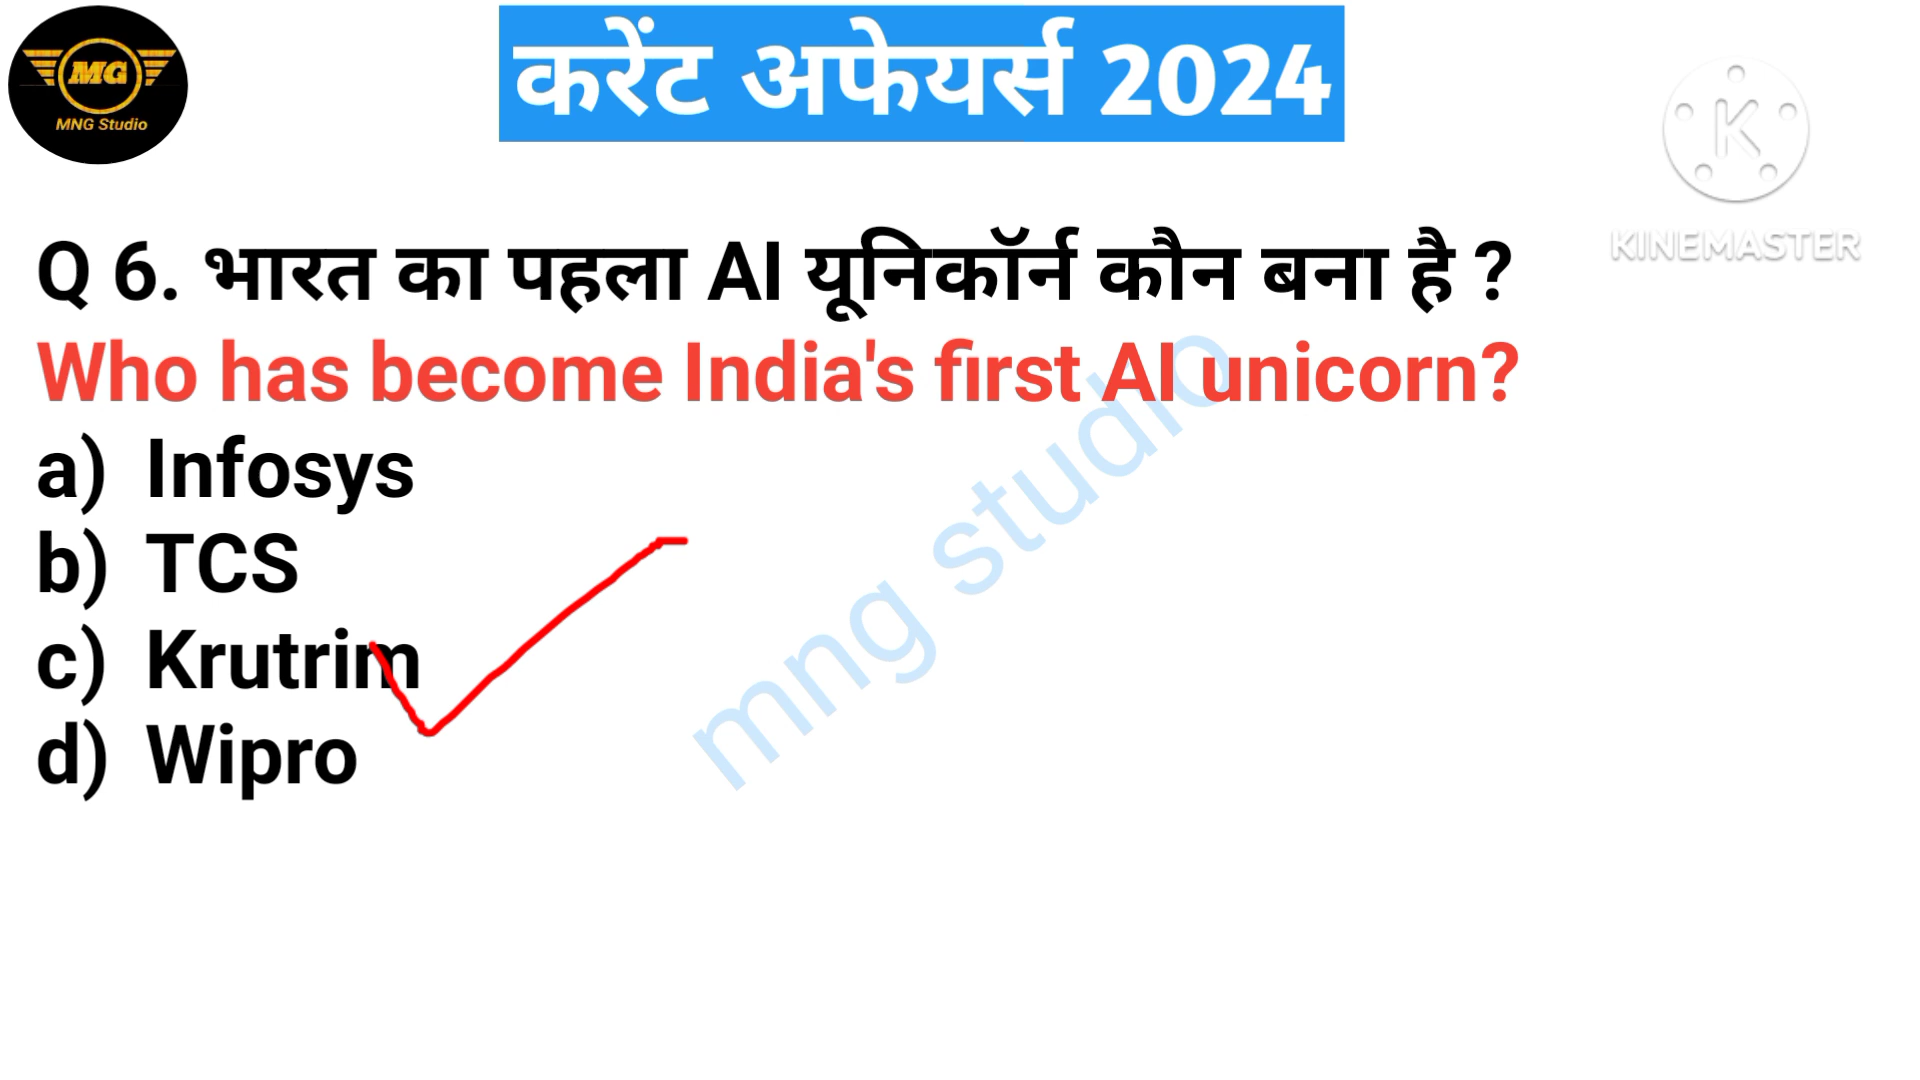 MG
MNG Studio
करेंट अफेयर्स 2024
K
KINEMASTER
Q 6. भारत का पहला AI यूनिकॉर्न कौन बना है ?
Who has become India's first AI unicorn?
a) Infosys
b) TCS
c) Krutrim
d) Wipro
mng studio